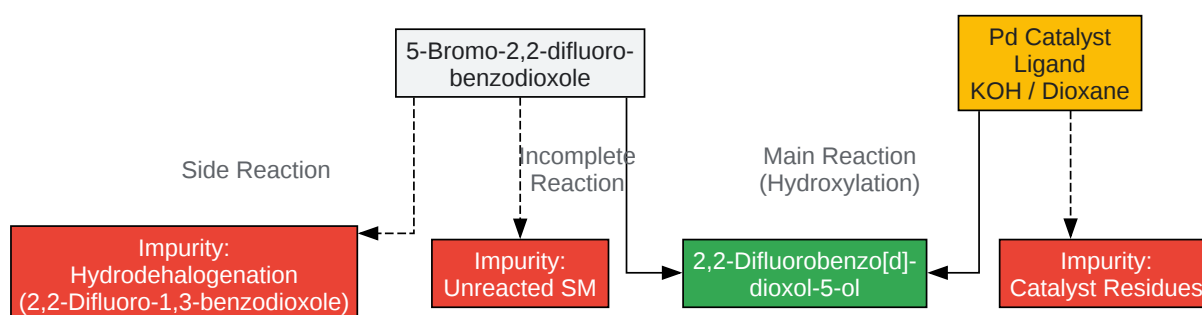 5-Bromo-2,2-difluoro-
benzodioxole
Pd Catalyst
Ligand
KOH / Dioxane
Side Reaction
Incomplete
Reaction
Main Reaction
(Hydroxylation)
Impurity:
Hydrodehalogenation
(2,2-Difluoro-1,3-benzodioxole)
Impurity:
Unreacted SM
2,2-Difluorobenzo[d]-
dioxol-5-ol
Impurity:
Catalyst Residues